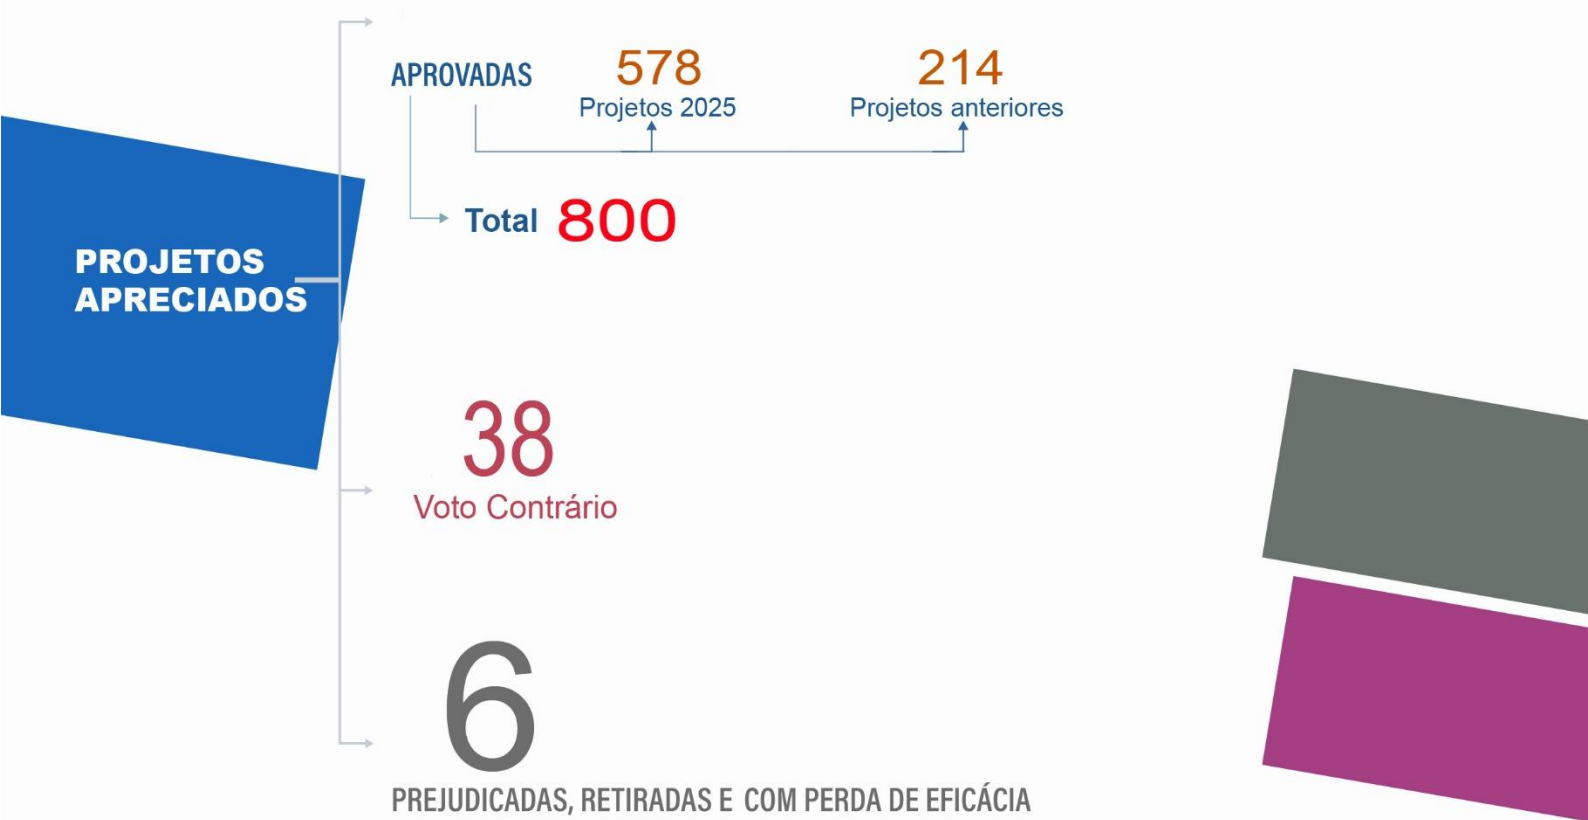 PROJETOS
APRECIADOS
APROVADAS
578
Projetos 2025
214
Projetos anteriores
Total 800
38
Voto Contrário
6
PREJUDICADAS, RETIRADAS E COM PERDA DE EFICÁCIA